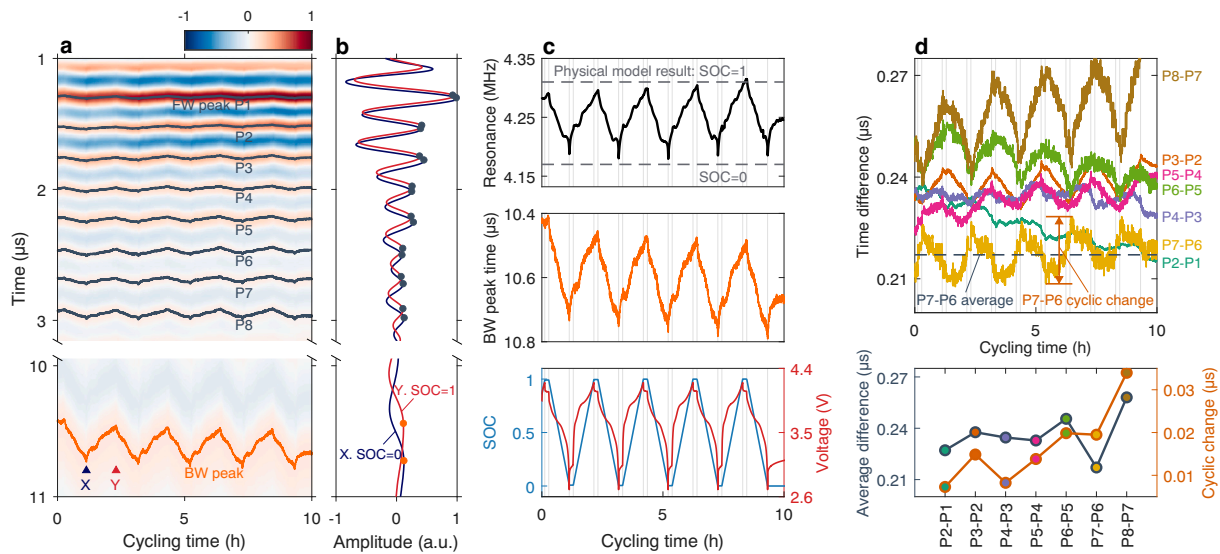 a
-1
0
1
1
2
3
10
11
Time (µs)
FW peak P1
P2
P3
P4
P5
P6
P7
P8
BW peak
X
Y
0
5
10
Cycling time (h)
b
Y. SOC=1
X. SOC=0
-1
0
1
Amplitude (a.u.)
c
4.35
4.25
4.15
Resonance (MHz)
Physical model result: SOC=1
SOC=0
10.4
10.6
10.8
BW peak time (µs)
1
0.5
0
SOC
4.4
3.5
2.6
Voltage (V)
0
5
10
Cycling time (h)
d
0.27
0.24
0.21
Time difference (µs)
P8-P7
P3-P2
P5-P4
P6-P5
P4-P3
P7-P6
P2-P1
P7-P6 average
P7-P6 cyclic change
0
5
10
Cycling time (h)
0.27
0.24
0.21
Average difference (µs)
0.03
0.02
0.01
Cyclic change (µs)
P2-P1
P3-P2
P4-P3
P5-P4
P6-P5
P7-P6
P8-P7